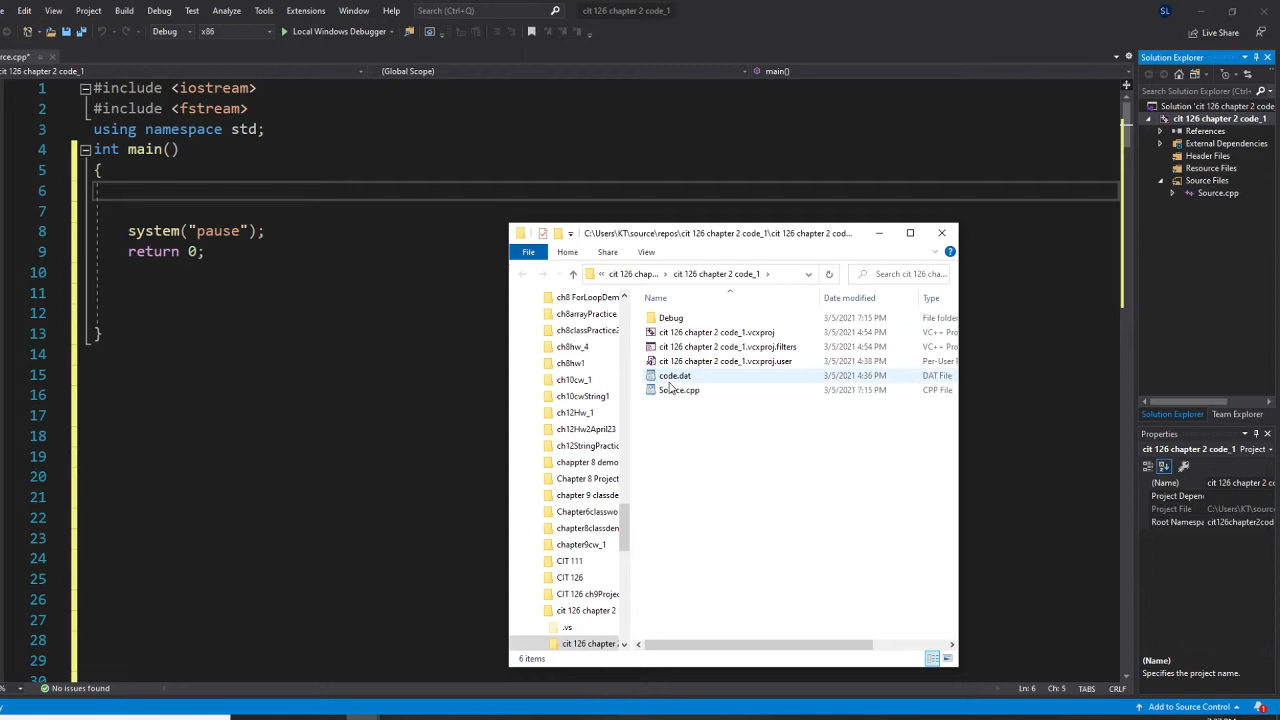 Edit View Project Build Debug Test Analyze Tools Extensions Window Help Search (Ctrl+Q) cit 126 chapter 2 code_1 SL
Debug x86 Local Windows Debugger Live Share
rce.cpp*
cit 126 chapter 2 code_1 (Global Scope) main()
1 #include <iostream>
2 #include <fstream>
3 using namespace std;
4 int main()
5 {
6
7
8 system("pause");
9 return 0;
10
11
12
13 }
14
15
16
17
18
19
20
21
22
23
24
25
26
27
28
29
30
C:\Users\KT\source\repos\cit 126 chapter 2 code_1\cit 126 chapter 2 cod...
File Home Share View
« cit 126 chap... › cit 126 chapter 2 code_1 › Search cit 126 cha...
ch8 ForLoopDem
ch8arrayPractice
ch8classPractice2
ch8hw_4
ch8hw1
ch10cw_1
ch10cwString1
ch12Hw_1
ch12Hw2April23
ch12StringPractic
chappter 8 demo
Chapter 8 Project
chapter 9 classde
Chapter6classwo
chapter8classden
chapter9cw_1
CIT 111
CIT 126
CIT 126 ch9Proje
cit 126 chapter 2
.vs
cit 126 chapter 2
Name Date modified Type
Debug 3/5/2021 7:15 PM File folder
cit 126 chapter 2 code_1.vcxproj 3/5/2021 4:54 PM VC++ Proj
cit 126 chapter 2 code_1.vcxproj.filters 3/5/2021 4:54 PM VC++ Proj
cit 126 chapter 2 code_1.vcxproj.user 3/5/2021 4:38 PM Per-User
code.dat 3/5/2021 4:36 PM DAT File
Source.cpp 3/5/2021 7:15 PM CPP File
6 items
Solution Explorer
Search Solution Explorer (Ctrl+
Solution 'cit 126 chapter 2 code
cit 126 chapter 2 code_1
References
External Dependencies
Header Files
Resource Files
Source Files
Source.cpp
Solution Explorer Team Explorer
Properties
cit 126 chapter 2 code_1 Project
(Name) cit 126 chapter 2 co
Project Depen
Project File C:\Users\KT\source
Root Namespa cit126chapter2code
(Name)
Specifies the project name.
% No issues found Ln: 6 Ch: 5 TABS CRLF
Add to Source Control 1